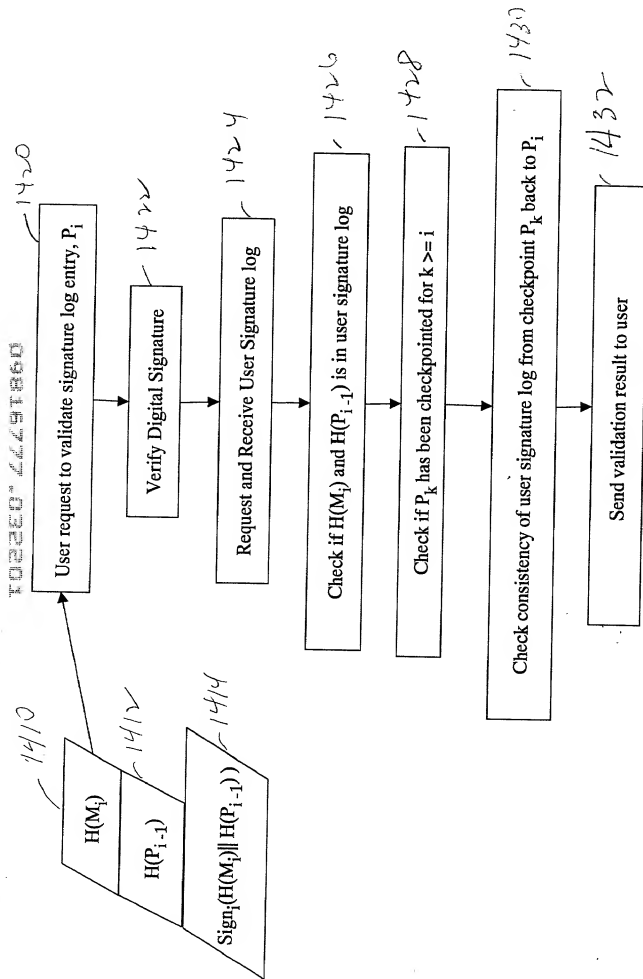 1410
H(M_i)
1412
H(P_{i-1})
1414
Sign_i(H(M_i)|| H(P_{i-1}))
1420
User request to validate signature log entry, P_i
1422
Verify Digital Signature
1424
Request and Receive User Signature log
1426
Check if H(M_i) and H(P_{i-1}) is in user signature log
1428
Check if P_k has been checkpointed for k >= i
1430
Check consistency of user signature log from checkpoint P_k back to P_i
1432
Send validation result to user